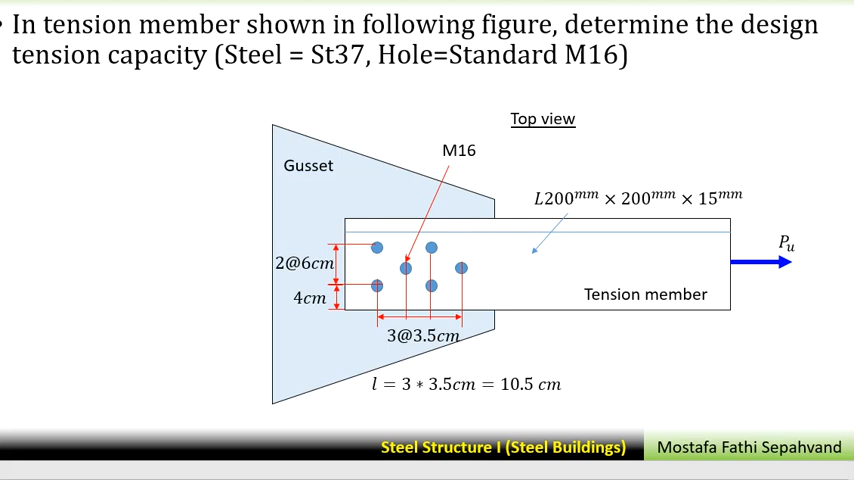 • In tension member shown in following figure, determine the design
tension capacity (Steel = St37, Hole=Standard M16)
Top view
M16
Gusset
L200mm × 200mm × 15mm
Pu
2@6cm
4cm
Tension member
3@3.5cm
l = 3 * 3.5cm = 10.5 cm
Steel Structure I (Steel Buildings)
Mostafa Fathi Sepahvand